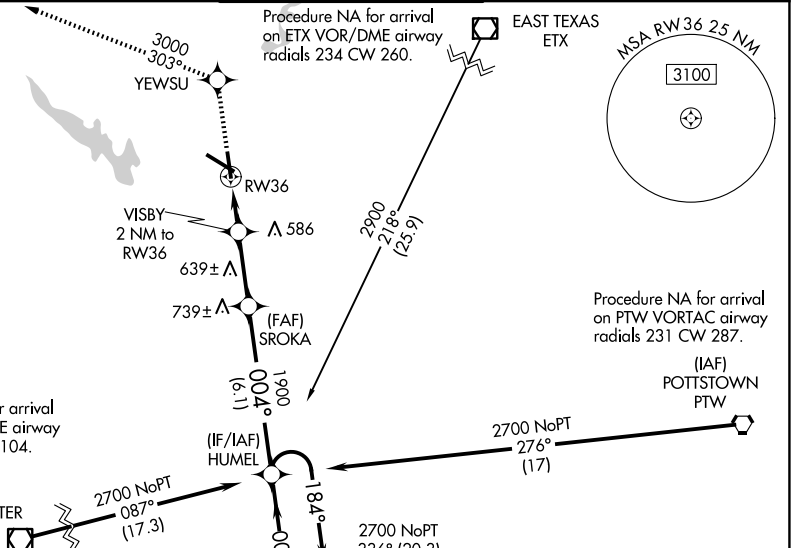 Procedure NA for arrival
on ETX VOR/DME airway
radials 234 CW 260.
EAST TEXAS
ETX
MSA RW36 25 NM
3100
3000
303°
YEWSU
RW36
VISBY
2 NM to
RW36
586
639±
739±
(FAF)
SROKA
2900
218°
(25.9)
Procedure NA for arrival
on PTW VORTAC airway
radials 231 CW 287.
(IAF)
POTTSTOWN
PTW
1900
004°
(6.1)
r arrival
E airway
104.
(IF/IAF)
HUMEL
2700 NoPT
276°
(17)
2700 NoPT
087°
(17.3)
TER
184°
2700 NoPT